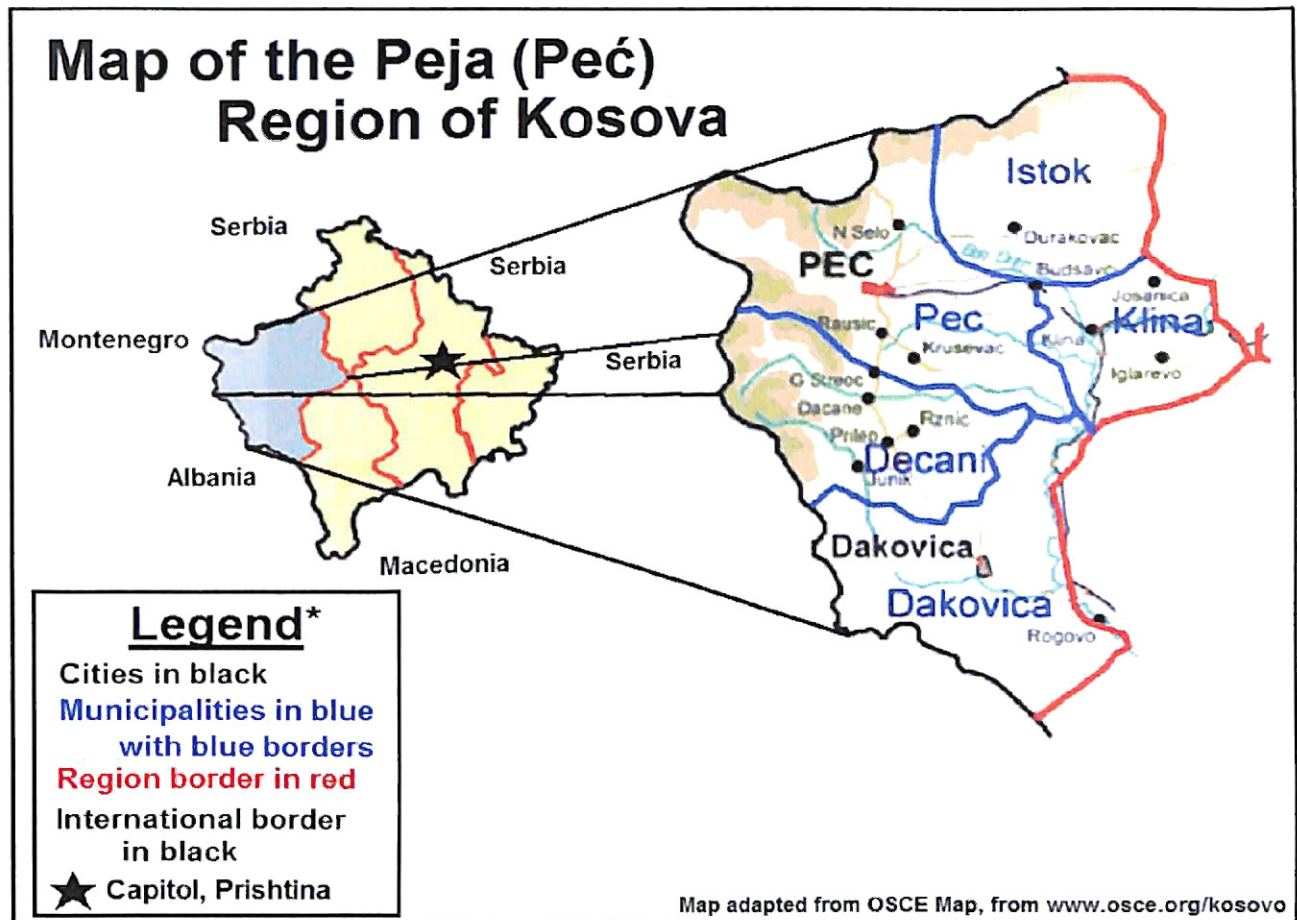 Map of the Peja (Peć)
Region of Kosova
Serbia
Serbia
Montenegro
Serbia
Albania
Macedonia
Istok
N Selo
Durakovac
PEC
Budsavc
Josanica
Pec
Klina
Rausic
Krusevac
Klina
Iglarevo
G Streoc
Dacane
Rznic
Prilep
Decani
Junik
Dakovica
Dakovica
Rogovo
Legend*
Cities in black
Municipalities in blue
with blue borders
Region border in red
International border
in black
Capitol, Prishtina
Map adapted from OSCE Map, from www.osce.org/kosovo